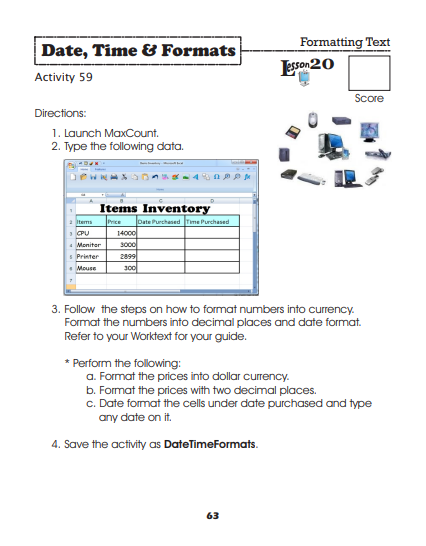 Date, Time & Formats
Formatting Text
Lesson 20
Activity 59
Score
Directions:
1. Launch MaxCount.
2. Type the following data.
A B C D
1 Items Inventory
2 Items Price Date Purchased Time Purchased
3 CPU 14000
4 Monitor 3000
5 Printer 2899
6 Mouse 300
7
3. Follow the steps on how to format numbers into currency.
Format the numbers into decimal places and date format.
Refer to your Worktext for your guide.
* Perform the following:
a. Format the prices into dollar currency.
b. Format the prices with two decimal places.
c. Date format the cells under date purchased and type
any date on it.
4. Save the activity as DateTimeFormats.
63